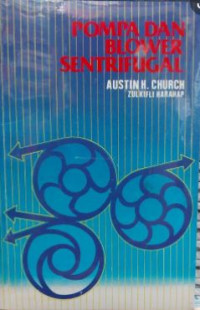 POMPA DAN
BLOWER
SENTRIFUGAL
AUSTIN H. CHURCH
ZULKIFLI HARAHAP